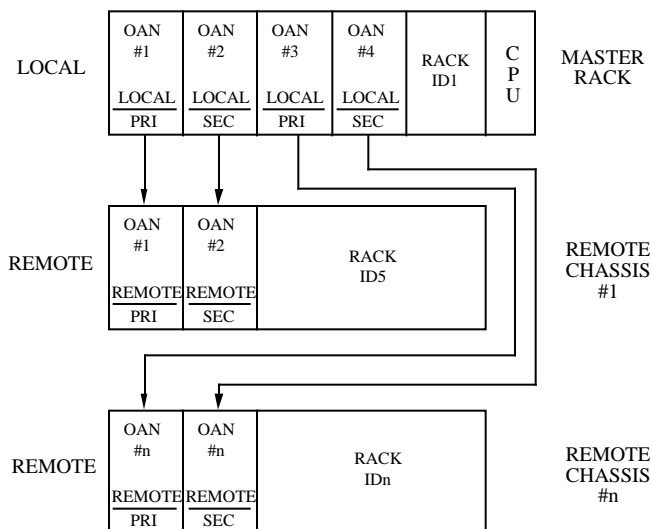 LOCAL
OAN
#1
LOCAL
PRI
OAN
#2
LOCAL
SEC
OAN
#3
LOCAL
PRI
OAN
#4
LOCAL
SEC
RACK
ID1
C
P
U
MASTER
RACK
REMOTE
OAN
#1
REMOTE
PRI
OAN
#2
REMOTE
SEC
RACK
ID5
REMOTE
CHASSIS
#1
REMOTE
OAN
#n
REMOTE
PRI
OAN
#n
REMOTE
SEC
RACK
IDn
REMOTE
CHASSIS
#n